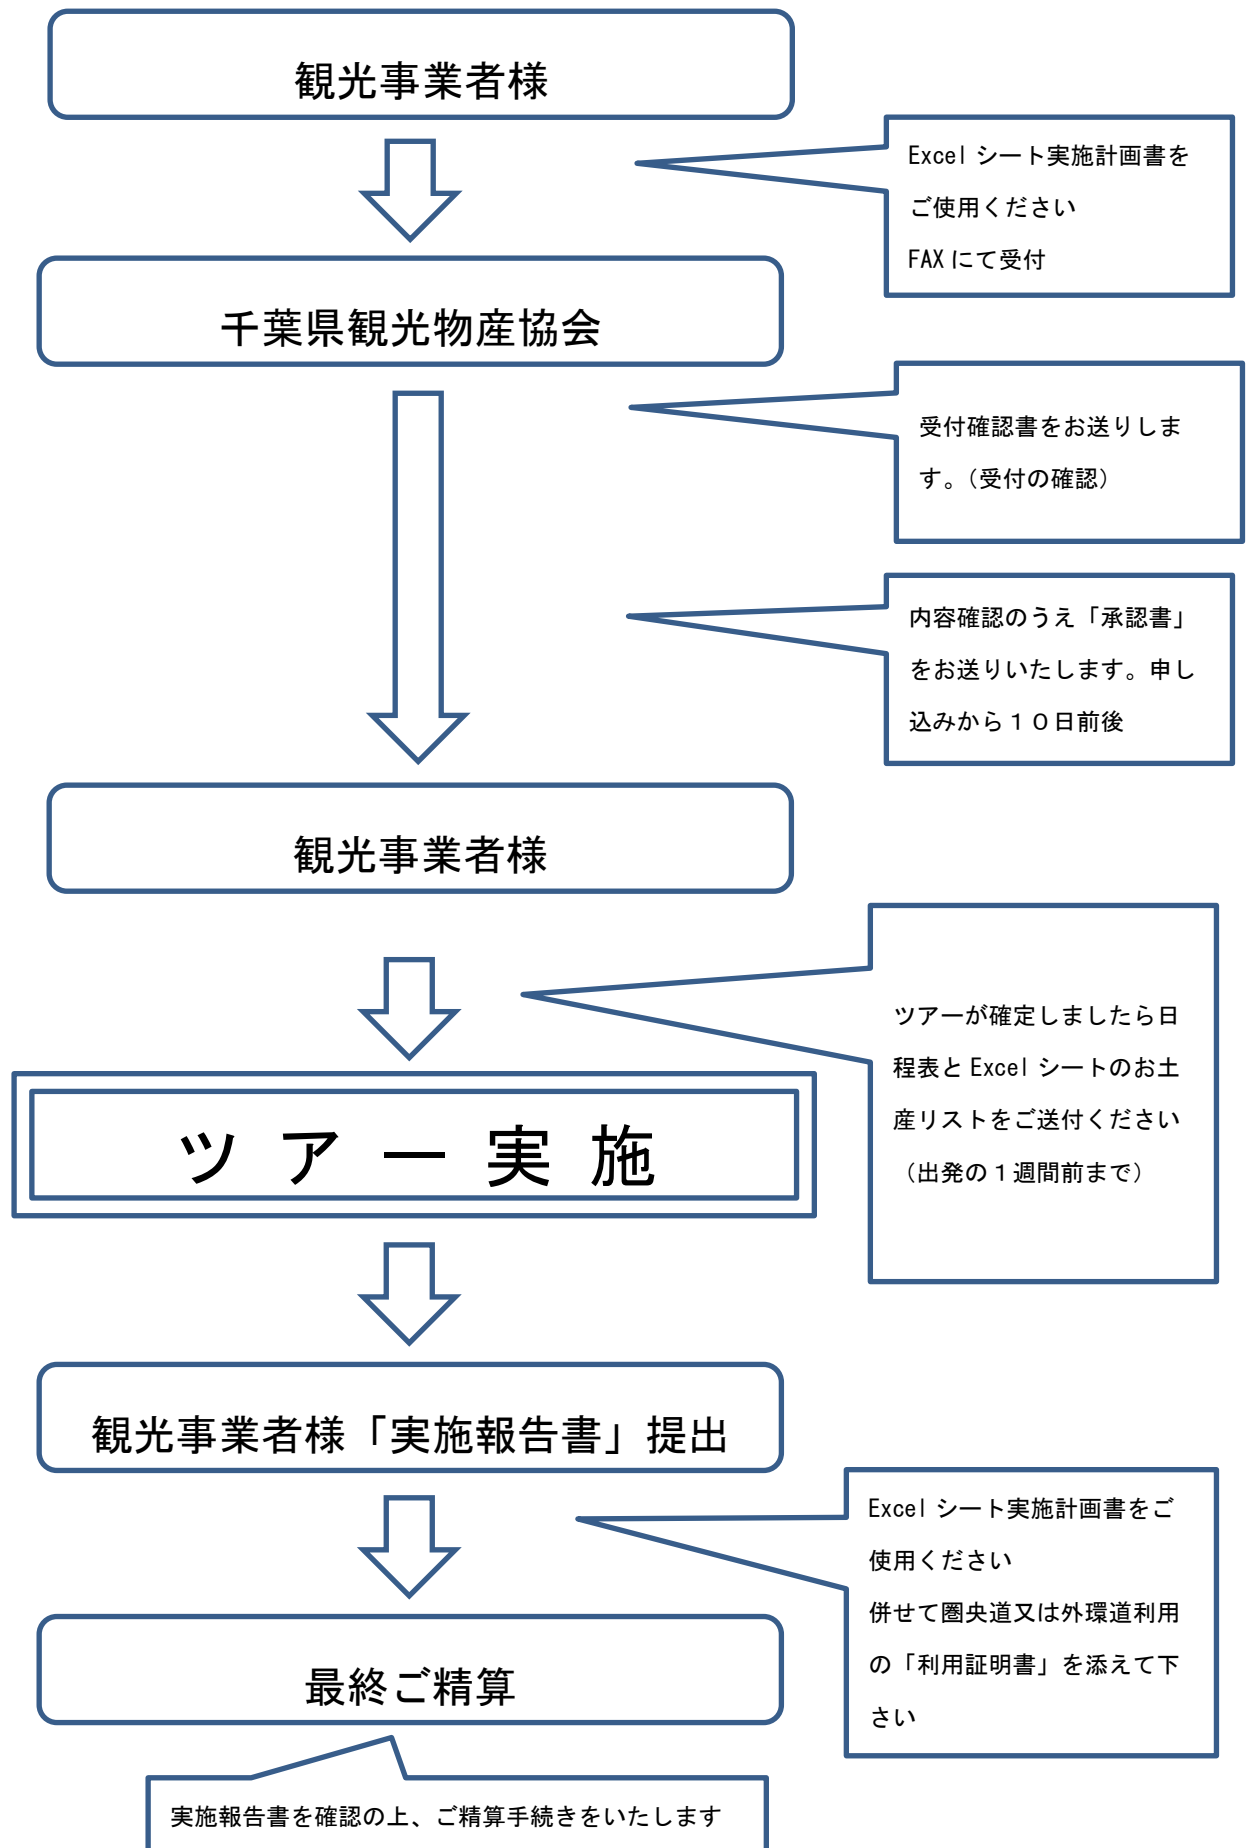 観光事業者様
Excel シート実施計画書を
ご使用ください
FAX にて受付
千葉県観光物産協会
受付確認書をお送りしま
す。（受付の確認）
内容確認のうえ「承認書」
をお送りいたします。申し
込みから１０日前後
観光事業者様
ツアーが確定しましたら日
程表と Excel シートのお土
産リストをご送付ください
（出発の１週間前まで）
ツ ア ー 実 施
観光事業者様「実施報告書」提出
Excel シート実施計画書をご
使用ください
併せて圏央道又は外環道利用
の「利用証明書」を添えて下
さい
最終ご精算
実施報告書を確認の上、ご精算手続きをいたします